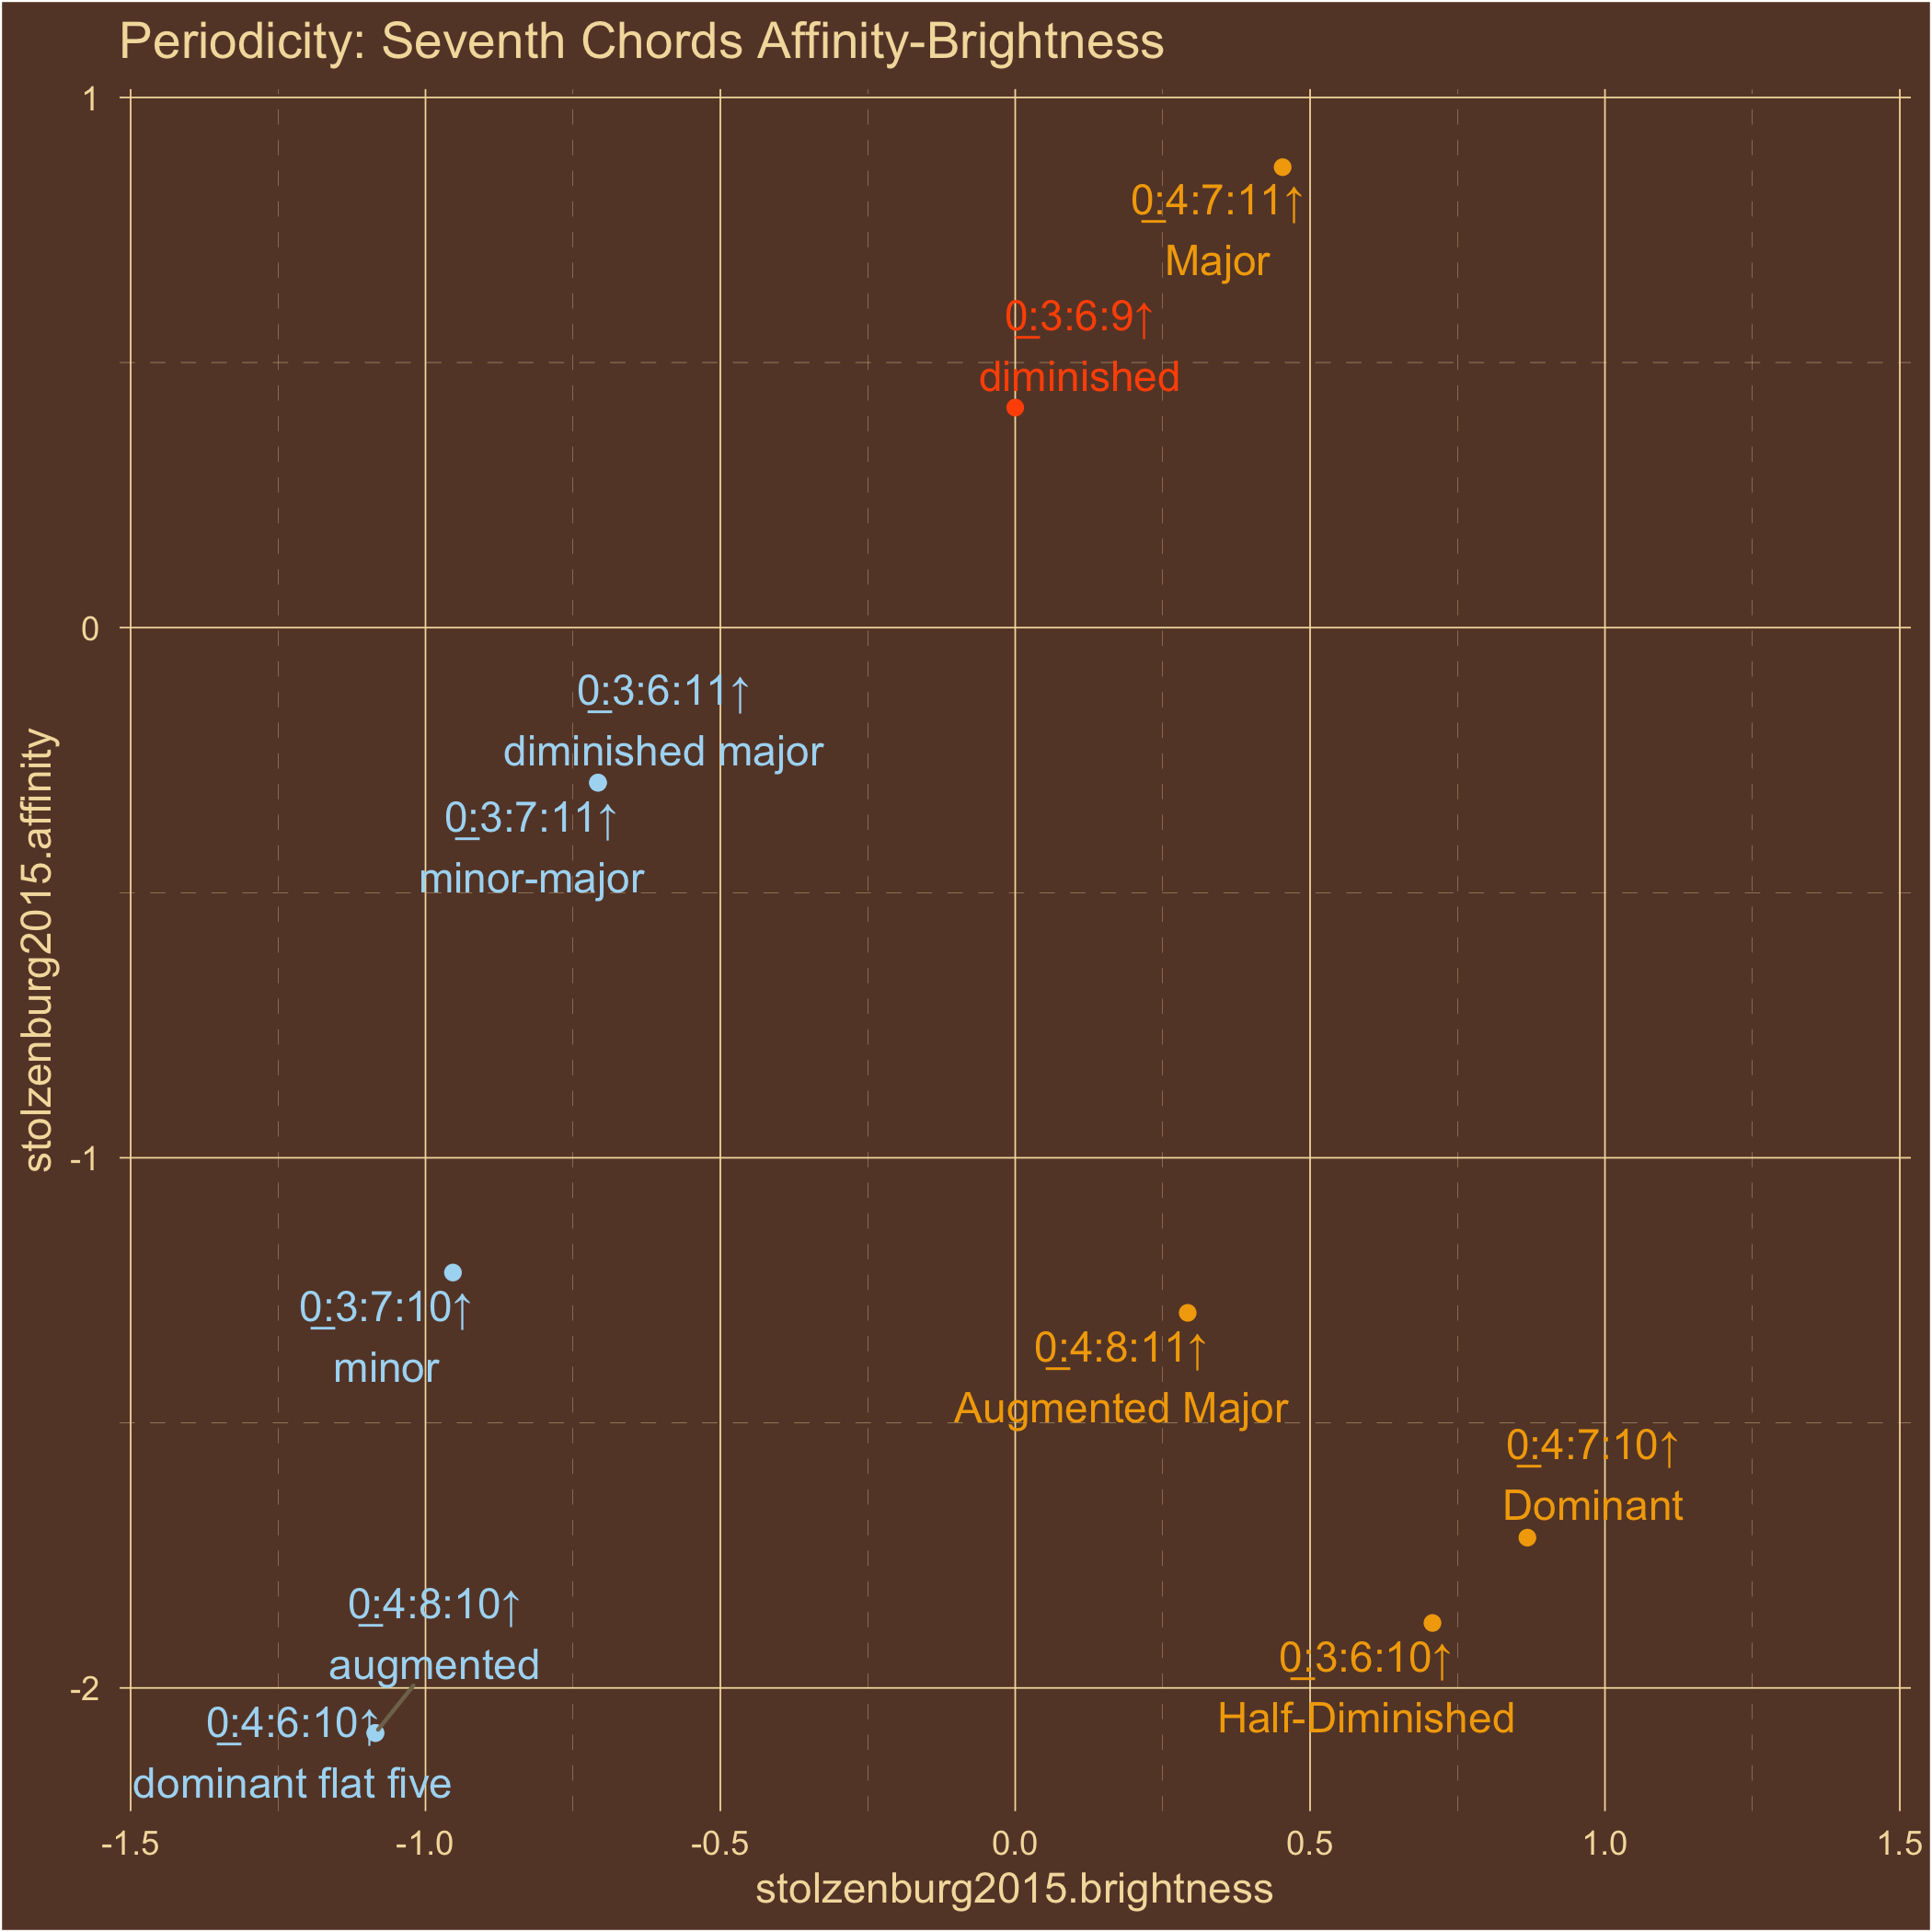 Periodicity: Seventh Chords Affinity-Brightness
1
0:4:7:11↑
Major
0:3:6:9↑
diminished
0
0:3:6:11↑
diminished major
0:3:7:11↑
minor-major
stolzenburg2015.affinity
-1
0:3:7:10↑
minor
0:4:8:11↑
Augmented Major
0:4:7:10↑
Dominant
0:4:8:10↑
augmented
0:3:6:10↑
Half-Diminished
-2
0:4:6:10↑
dominant flat five
-1.5 -1.0 -0.5 0.0 0.5 1.0 1.5
stolzenburg2015.brightness